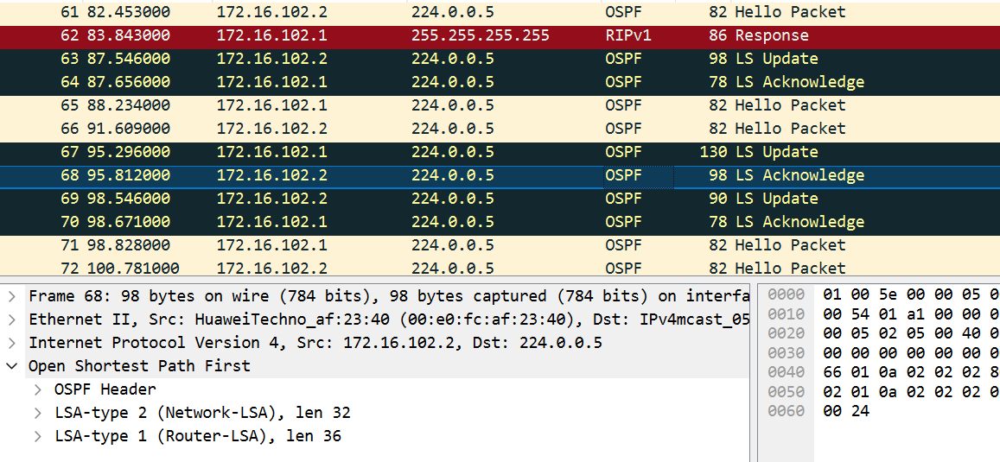 61 82.453000 172.16.102.2 224.0.0.5 OSPF 82 Hello Packet
62 83.843000 172.16.102.1 255.255.255.255 RIPv1 86 Response
63 87.546000 172.16.102.2 224.0.0.5 OSPF 98 LS Update
64 87.656000 172.16.102.1 224.0.0.5 OSPF 78 LS Acknowledge
65 88.234000 172.16.102.1 224.0.0.5 OSPF 82 Hello Packet
66 91.609000 172.16.102.2 224.0.0.5 OSPF 82 Hello Packet
67 95.296000 172.16.102.1 224.0.0.5 OSPF 130 LS Update
68 95.812000 172.16.102.2 224.0.0.5 OSPF 98 LS Acknowledge
69 98.546000 172.16.102.2 224.0.0.5 OSPF 90 LS Update
70 98.671000 172.16.102.1 224.0.0.5 OSPF 78 LS Acknowledge
71 98.828000 172.16.102.1 224.0.0.5 OSPF 82 Hello Packet
72 100.781000 172.16.102.2 224.0.0.5 OSPF 82 Hello Packet
Frame 68: 98 bytes on wire (784 bits), 98 bytes captured (784 bits) on interfa
Ethernet II, Src: HuaweiTechno_af:23:40 (00:e0:fc:af:23:40), Dst: IPv4mcast_05
Internet Protocol Version 4, Src: 172.16.102.2, Dst: 224.0.0.5
Open Shortest Path First
OSPF Header
LSA-type 2 (Network-LSA), len 32
LSA-type 1 (Router-LSA), len 36
0000 01 00 5e 00 00 05 0
0010 00 54 01 a1 00 00 0
0020 00 05 02 05 00 40 0
0030 00 00 00 00 00 00 0
0040 66 01 0a 02 02 02 8
0050 02 01 0a 02 02 02 0
0060 00 24